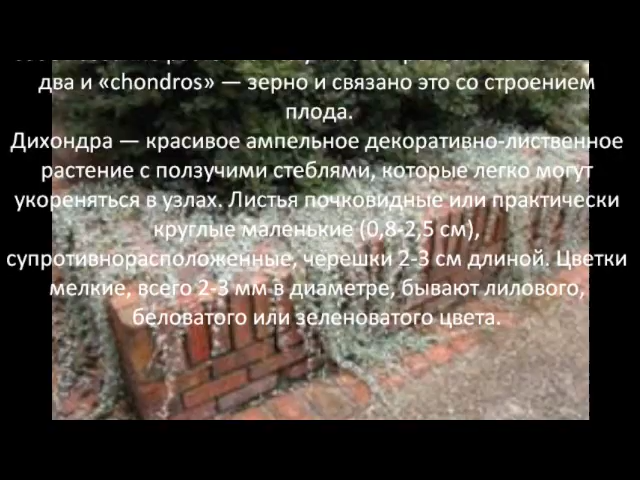 два и «chondros» — зерно и связано это со строением
плода.
Дихондра — красивое ампельное декоративно-лиственное
растение с ползучими стеблями, которые легко могут
укореняться в узлах. Листья почковидные или практически
круглые маленькие (0,8-2,5 см),
супротивнорасположенные, черешки 2-3 см длиной. Цветки
мелкие, всего 2-3 мм в диаметре, бывают лилового,
беловатого или зеленоватого цвета.